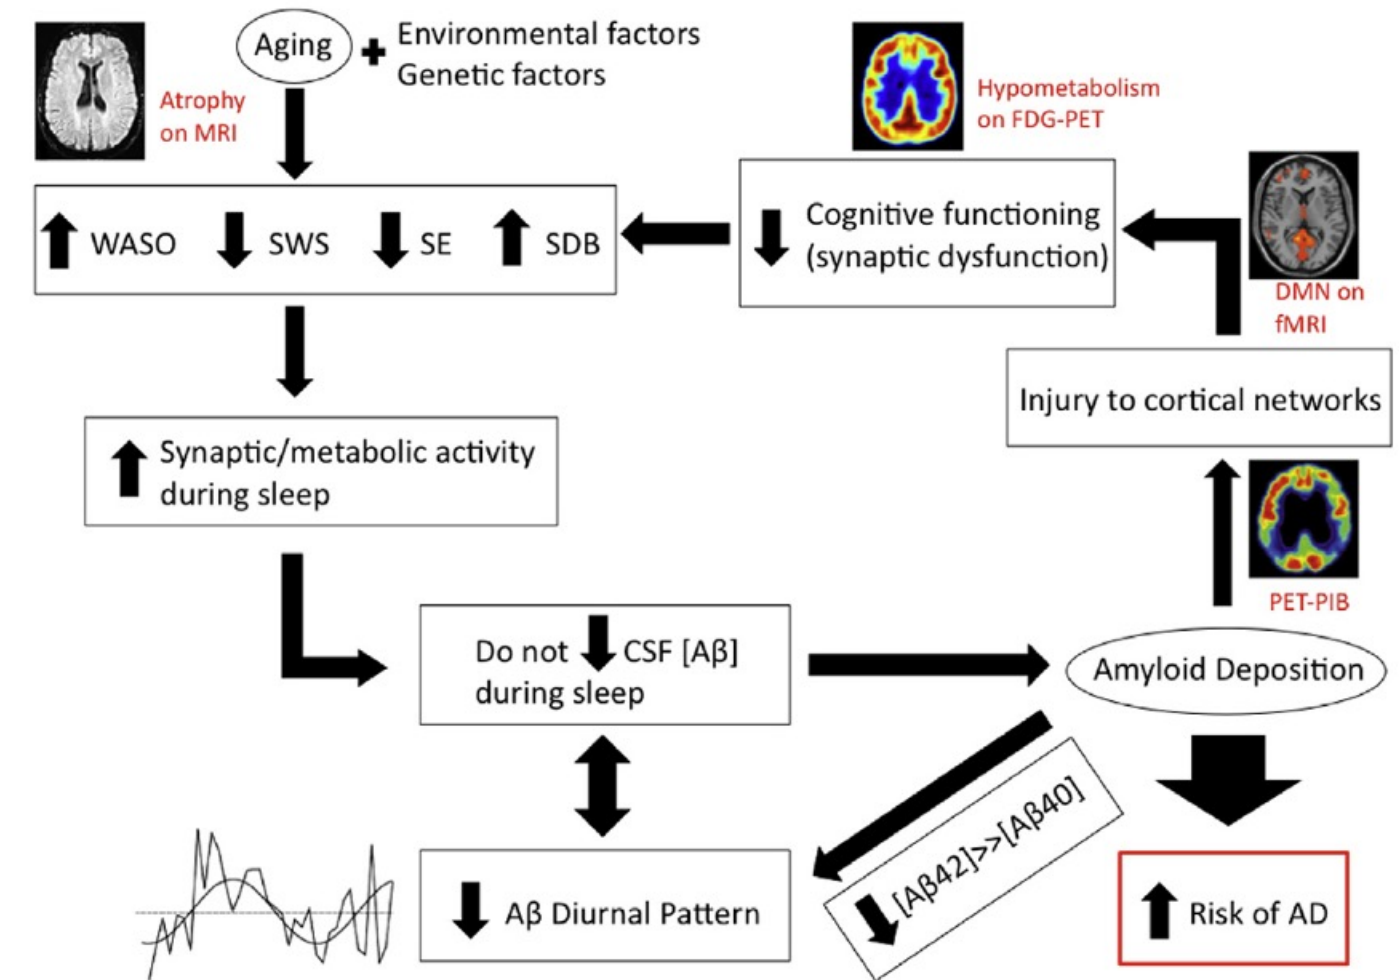 Aging
Environmental factors
Genetic factors
Atrophy
on MRI
Hypometabolism
on FDG-PET
WASO SWS SE SDB
Cognitive functioning
(synaptic dysfunction)
DMN on
fMRI
Injury to cortical networks
Synaptic/metabolic activity
during sleep
PET-PIB
Do not CSF [Aβ]
during sleep
Amyloid Deposition
[Aβ42]>>[Aβ40]
Aβ Diurnal Pattern
Risk of AD